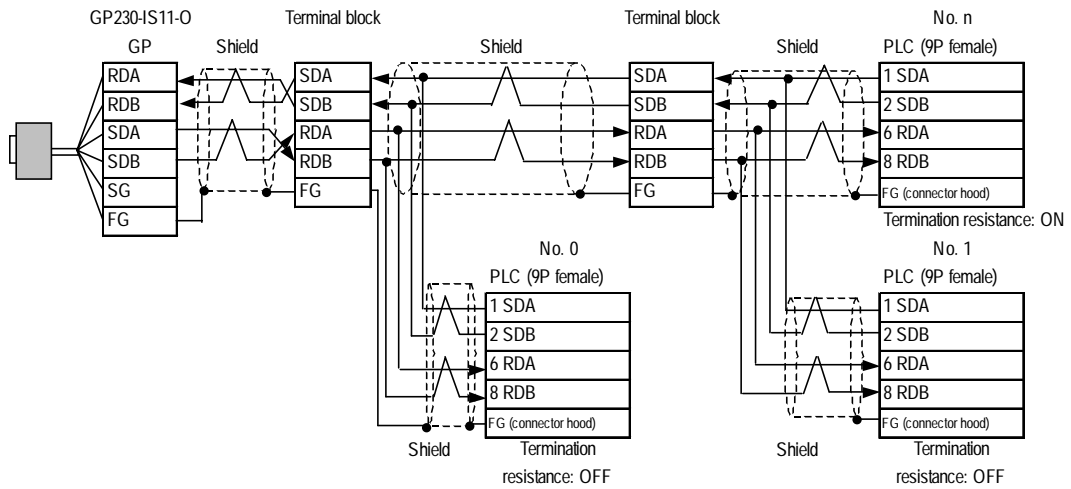 GP230-IS11-O
Terminal block
Terminal block
No. n
GP
Shield
Shield
Shield
PLC (9P female)
RDA
RDB
SDA
SDB
SG
FG
SDA
SDB
RDA
RDB
FG
SDA
SDB
RDA
RDB
FG
1 SDA
2 SDB
6 RDA
8 RDB
FG (connector hood)
Termination resistance: ON
No. 0
PLC (9P female)
1 SDA
2 SDB
6 RDA
8 RDB
FG (connector hood)
Shield
Termination
resistance: OFF
No. 1
PLC (9P female)
1 SDA
2 SDB
6 RDA
8 RDB
FG (connector hood)
Shield
Termination
resistance: OFF